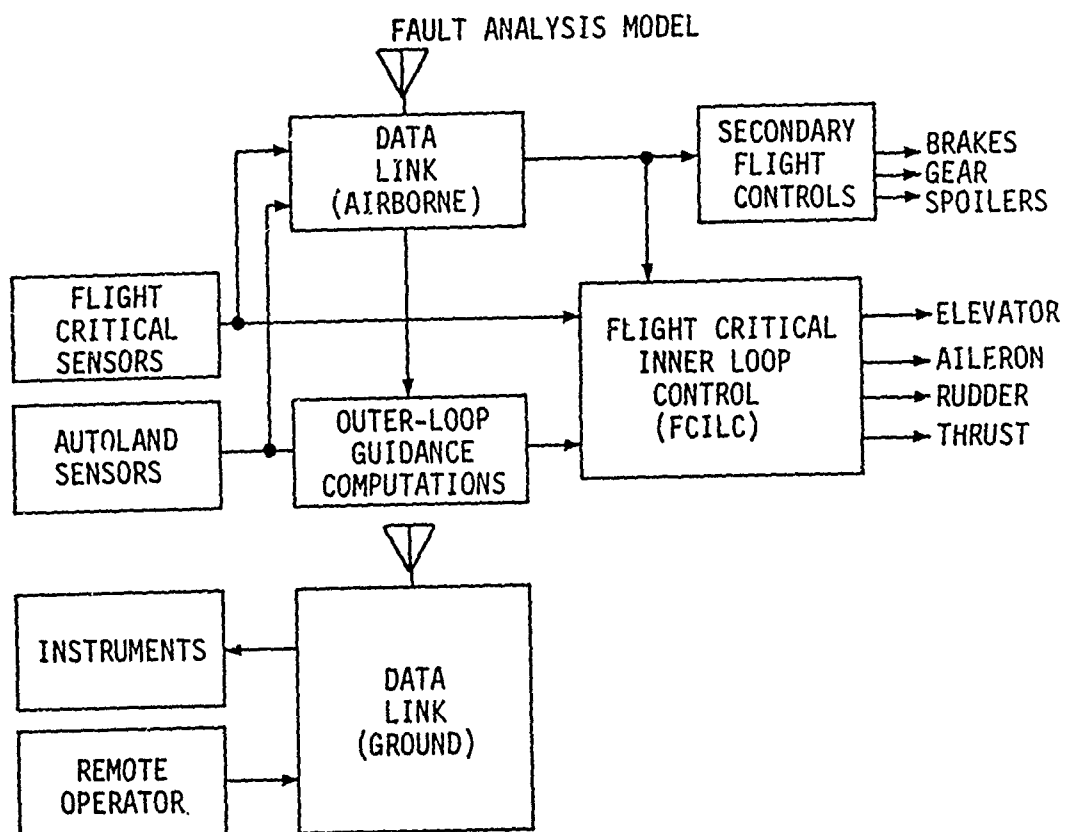 FAULT ANALYSIS MODEL
DATA
LINK
(AIRBORNE)
SECONDARY
FLIGHT
CONTROLS
BRAKES
GEAR
SPOILERS
FLIGHT
CRITICAL
SENSORS
FLIGHT CRITICAL
INNER LOOP
CONTROL
(FCILC)
ELEVATOR
AILERON
RUDDER
THRUST
AUTOLAND
SENSORS
OUTER-LOOP
GUIDANCE
COMPUTATIONS
INSTRUMENTS
DATA
LINK
(GROUND)
REMOTE
OPERATOR